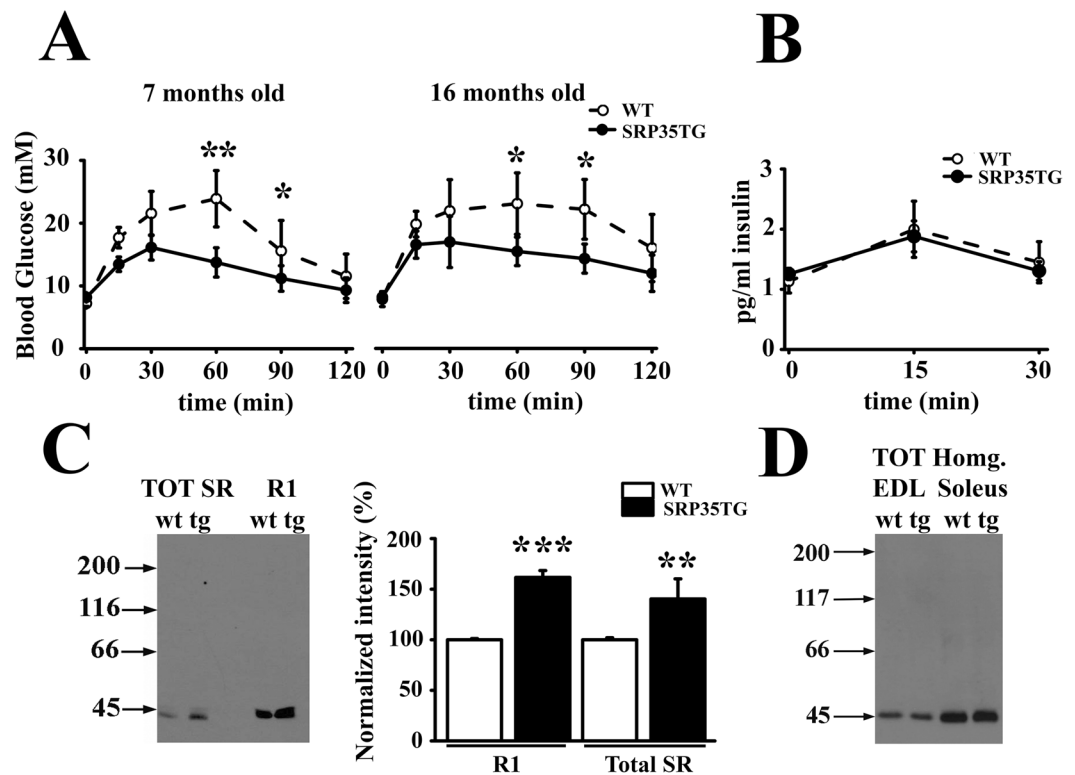 A
B
7 months old
16 months old
WT
SRP35TG
Blood Glucose (mM)
30
20
10
0
** 
*
*
*
0 30 60 90 120
0 30 60 90 120
time (min)
time (min)
WT
SRP35TG
pg/ml insulin
3
2
1
0
0 15 30
time (min)
C
TOT SR R1
wt tg wt tg
200
116
66
45
WT
SRP35TG
Normalized intensity (%)
200
150
100
50
0
***
**
R1
Total SR
D
TOT Homg.
EDL Soleus
wt tg wt tg
200
117
66
45